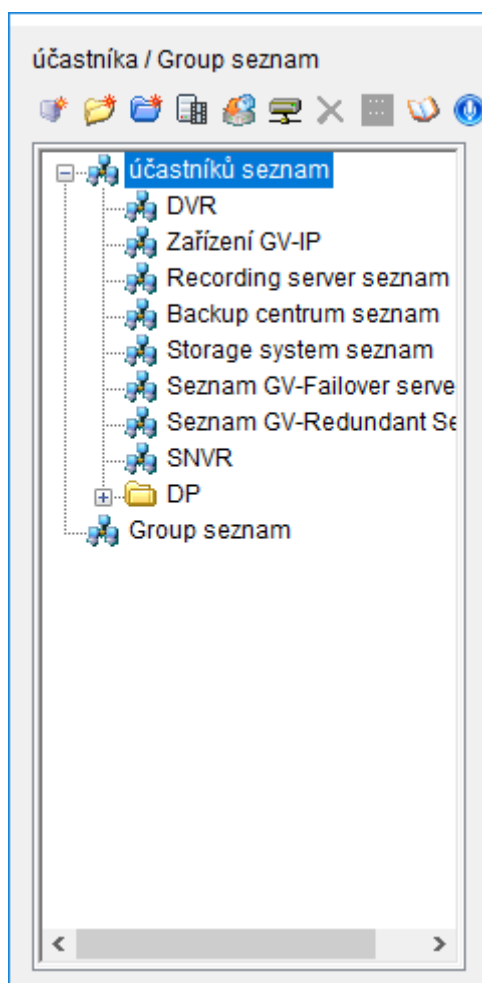 účastníka / Group seznam
účastníků seznam
DVR
Zařízení GV-IP
Recording server seznam
Backup centrum seznam
Storage system seznam
Seznam GV-Failover serve
Seznam GV-Redundant Se
SNVR
DP
Group seznam